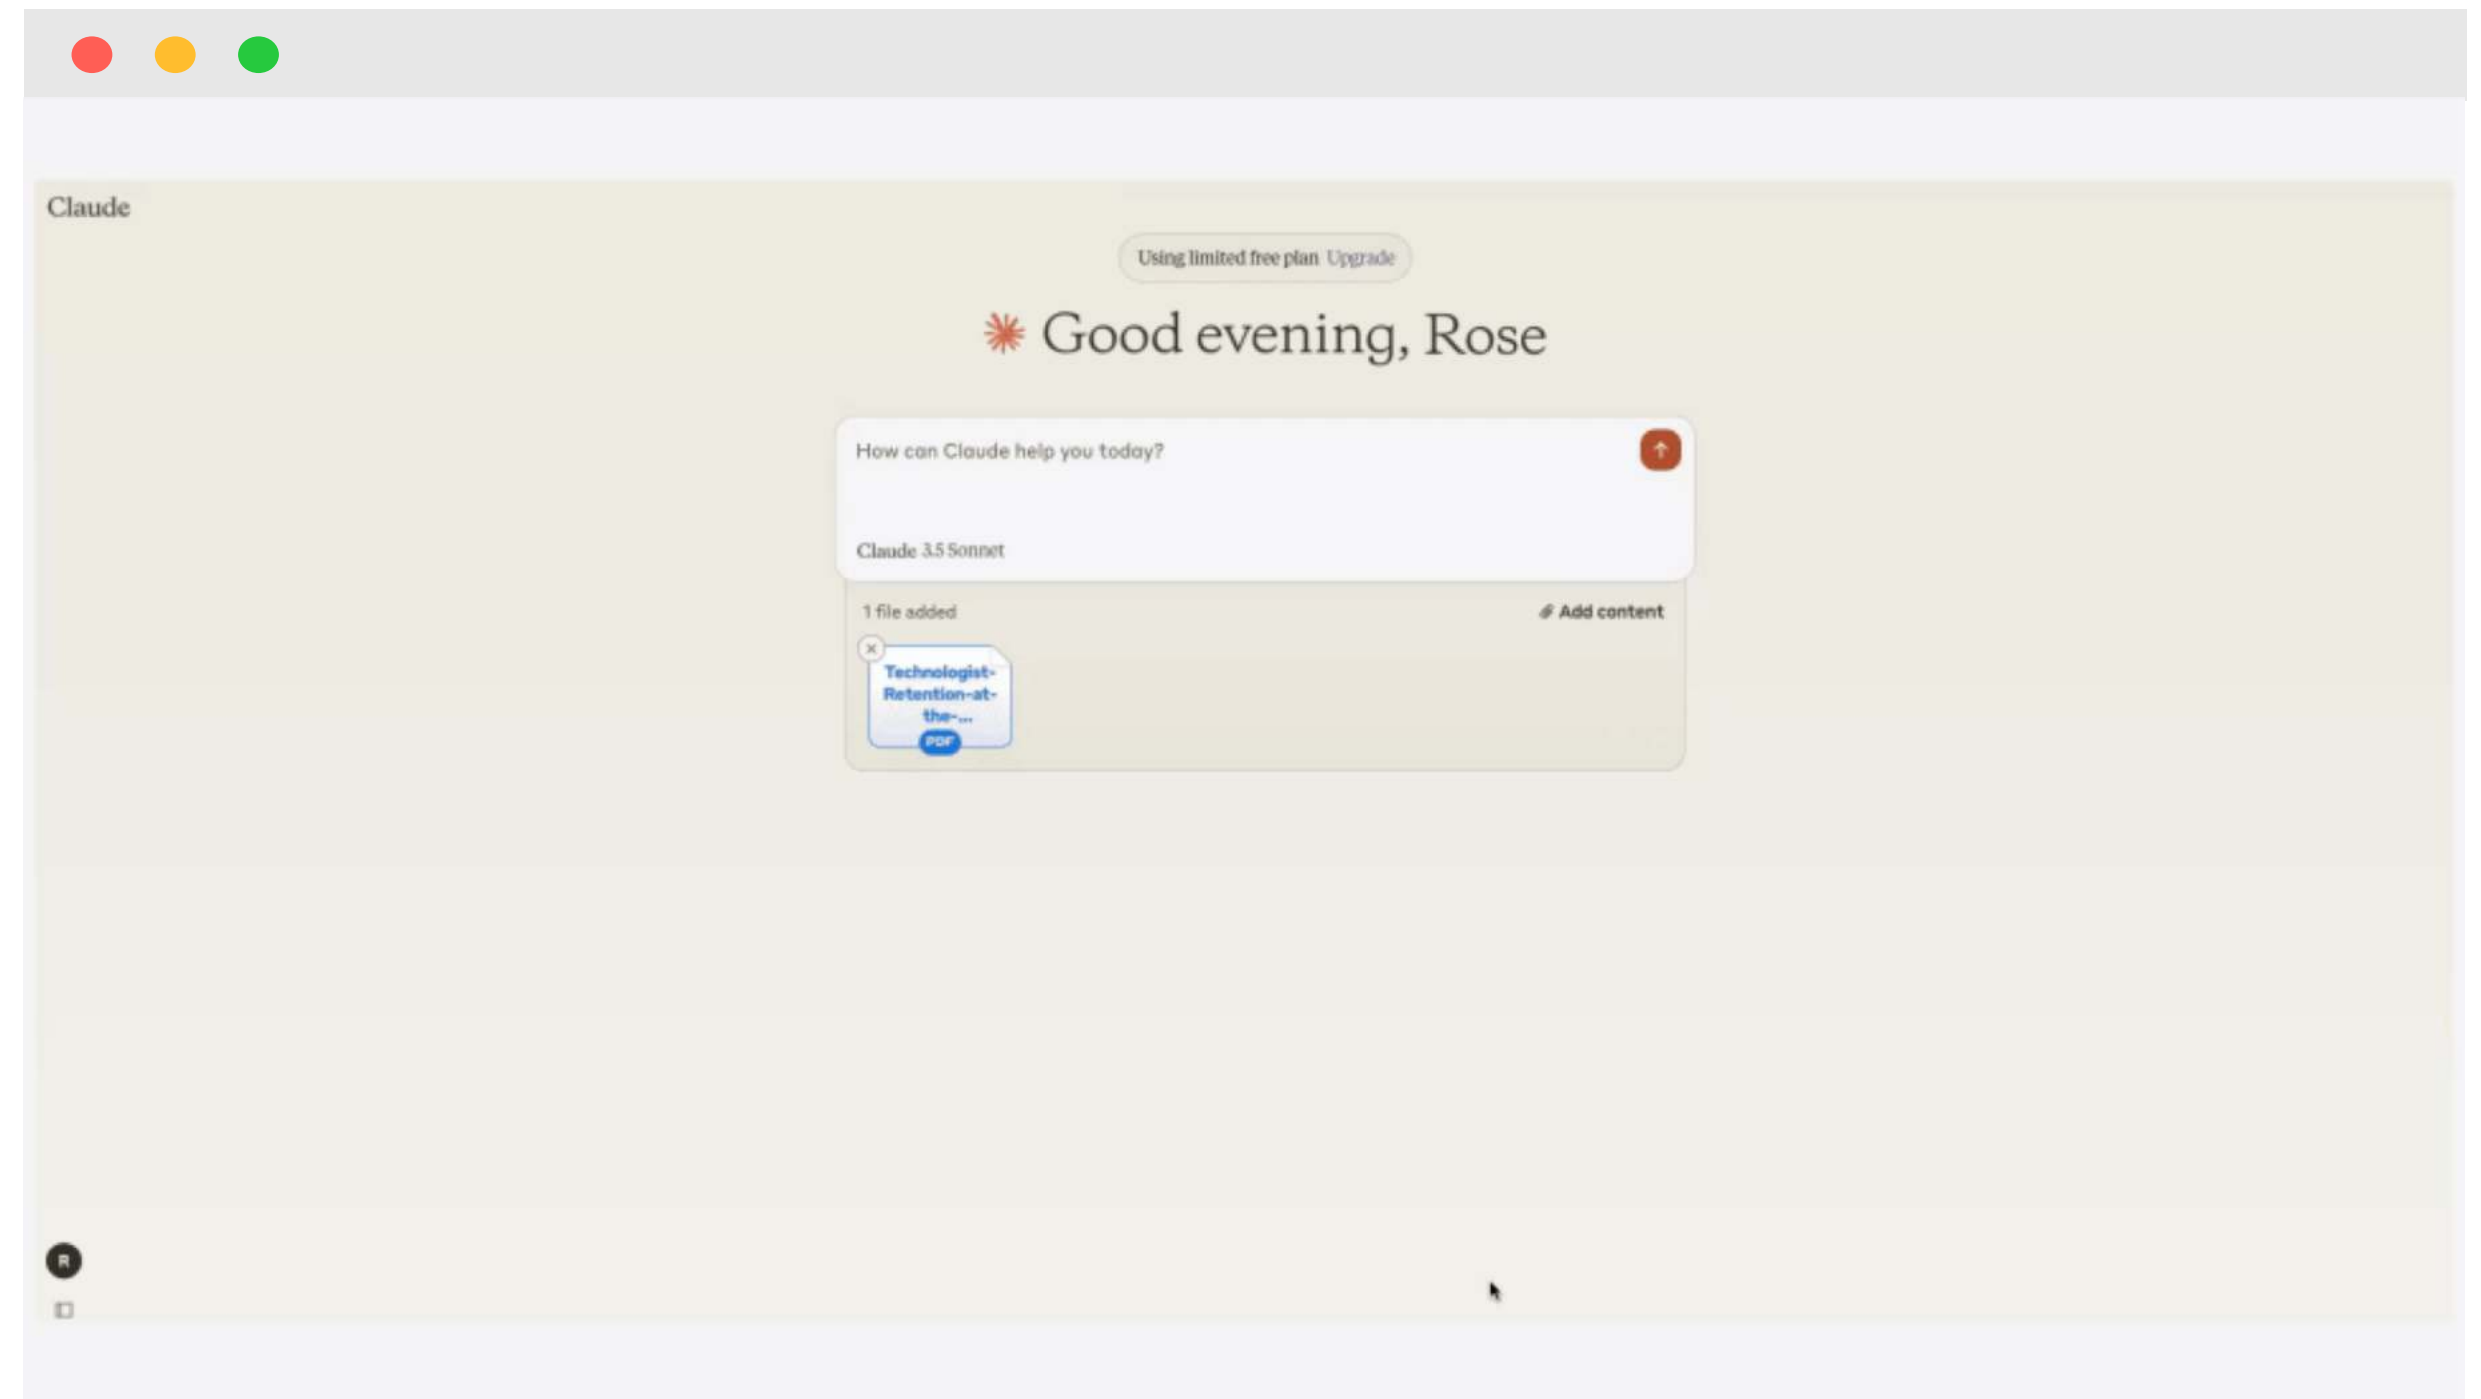 Claude
Using limited free plan Upgrade
Good evening, Rose
How can Claude help you today?
Claude 3.5 Sonnet
1 file added
Add content
Technologist-
Retention-at-
the-...
PDF
R